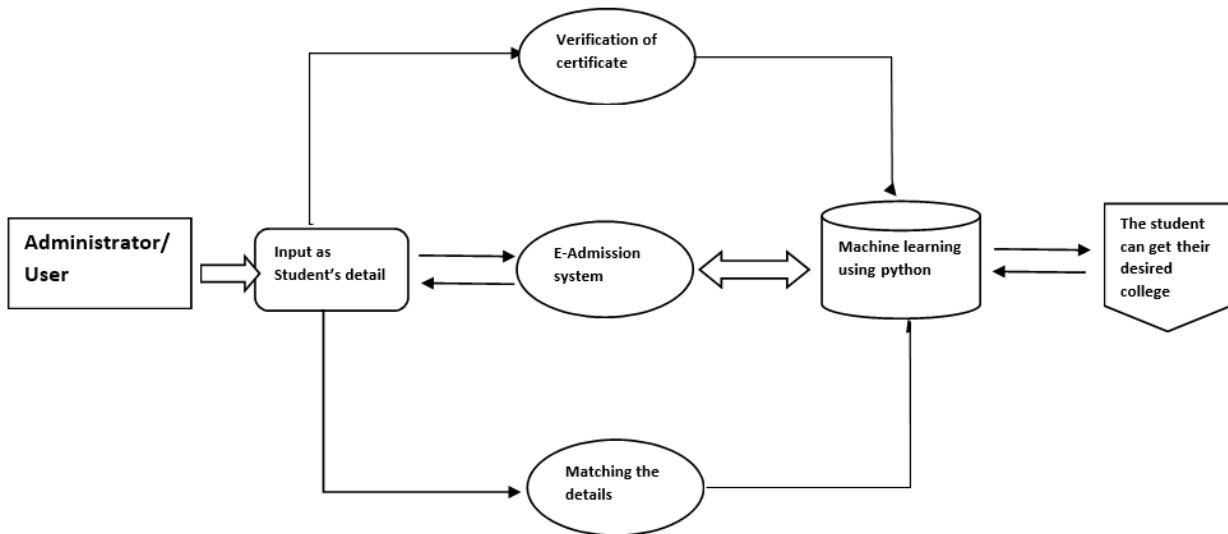 Verification of
certificate
Administrator/
User
Input as
Student's detail
E-Admission
system
Machine learning
using python
The student
can get their
desired
college
Matching the
details